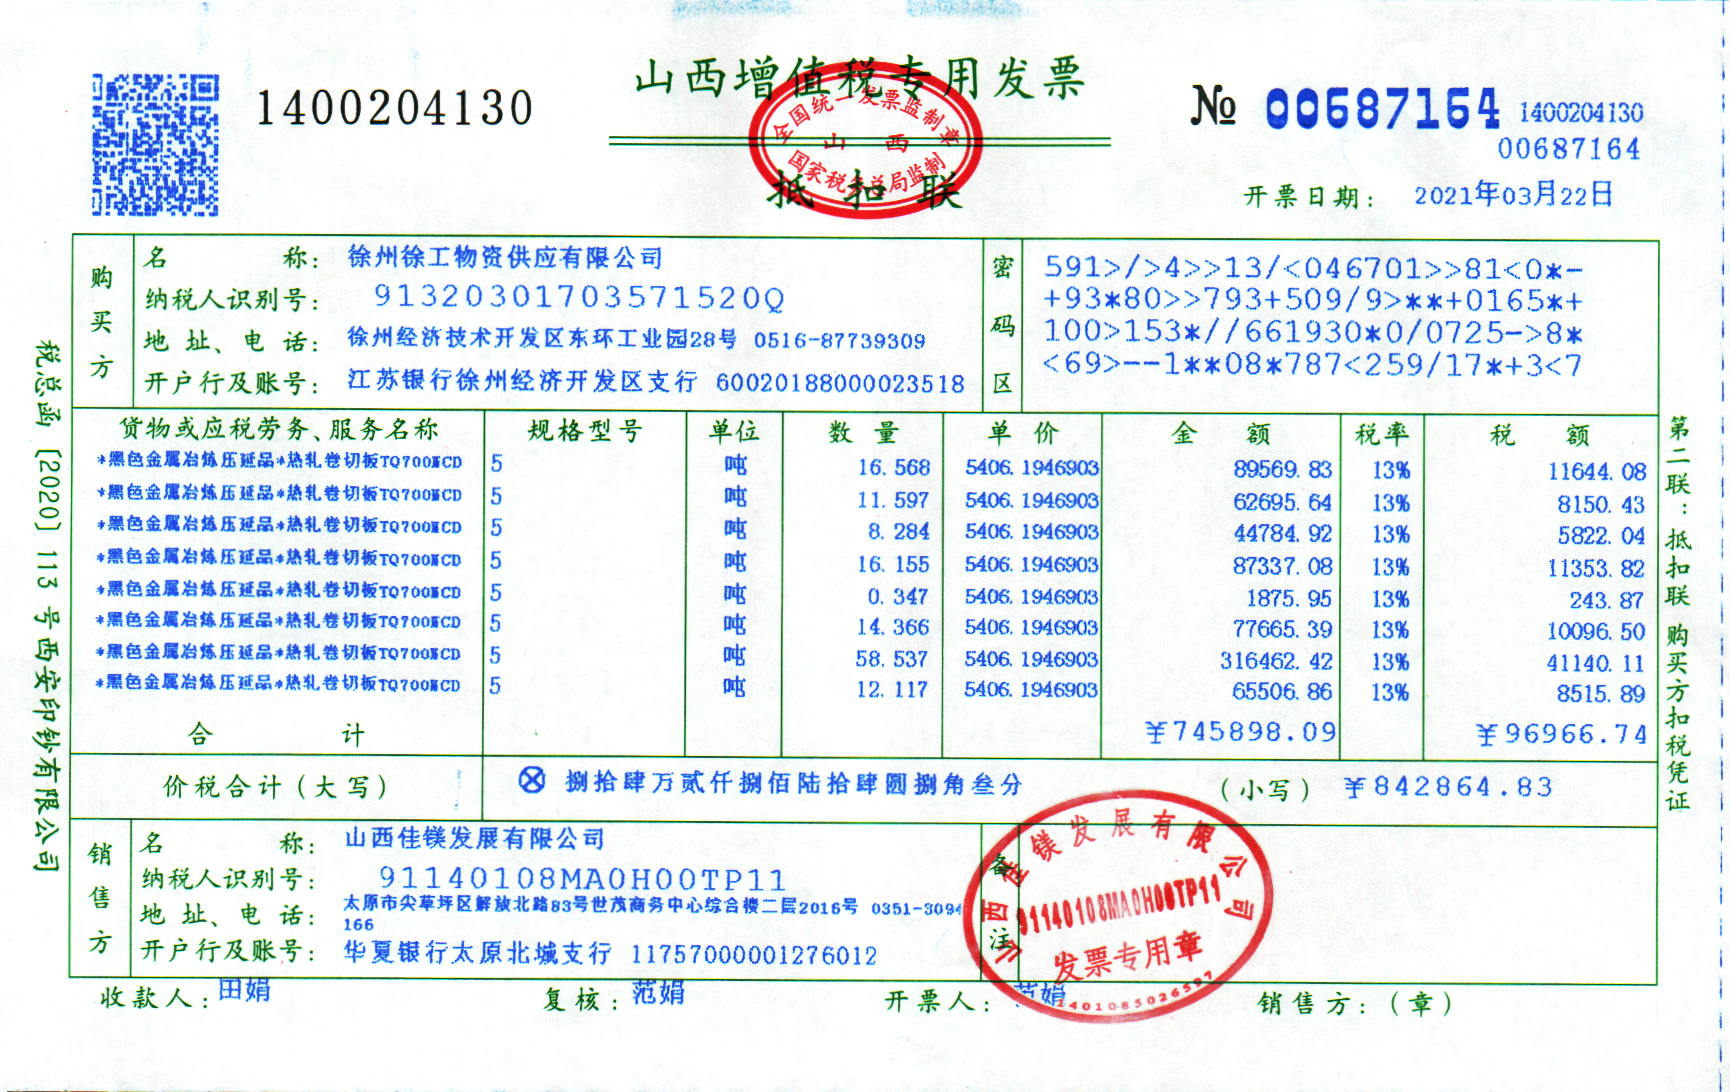 山西增值税专用发票
1400204130
№ 00687164 1400204130
00687164
全国统一发票监制章
山 西
国家税务总局监制
抵扣联
开票日期： 2021年03月22日
购买方
名 称： 徐州徐工物资供应有限公司
纳税人识别号： 91320301703571520Q
地 址、电 话： 徐州经济技术开发区东环工业园28号 0516-87739309
开户行及账号： 江苏银行徐州经济开发区支行 60020188000023518
密码区
591>/>4>>13/<046701>>81<0*-
+93*80>>793+509/9>**+0165*+
100>153*//661930*0/0725->8*
<69>--1**08*787<259/17*+3<7
货物或应税劳务、服务名称 规格型号 单位 数 量 单 价 金 额 税率 税 额
*黑色金属冶炼压延品*热轧卷切板TQ700MCD 5 吨 16.568 5406.1946903 89569.83 13% 11644.08
*黑色金属冶炼压延品*热轧卷切板TQ700MCD 5 吨 11.597 5406.1946903 62695.64 13% 8150.43
*黑色金属冶炼压延品*热轧卷切板TQ700MCD 5 吨 8.284 5406.1946903 44784.92 13% 5822.04
*黑色金属冶炼压延品*热轧卷切板TQ700MCD 5 吨 16.155 5406.1946903 87337.08 13% 11353.82
*黑色金属冶炼压延品*热轧卷切板TQ700MCD 5 吨 0.347 5406.1946903 1875.95 13% 243.87
*黑色金属冶炼压延品*热轧卷切板TQ700MCD 5 吨 14.366 5406.1946903 77665.39 13% 10096.50
*黑色金属冶炼压延品*热轧卷切板TQ700MCD 5 吨 58.537 5406.1946903 316462.42 13% 41140.11
*黑色金属冶炼压延品*热轧卷切板TQ700MCD 5 吨 12.117 5406.1946903 65506.86 13% 8515.89
合 计 ¥745898.09 ¥96966.74
价税合计（大写） ⊗ 捌拾肆万贰仟捌佰陆拾肆圆捌角叁分 （小写） ¥842864.83
销售方
名 称： 山西佳镁发展有限公司
纳税人识别号： 91140108MA0H00TP11
地 址、电 话： 太原市尖草坪区解放北路83号世茂商务中心综合楼二层2016号 0351-3094
166
开户行及账号： 华夏银行太原北城支行 11757000001276012
备注
山西佳镁发展有限公司
91140108MA0H00TP11
发票专用章
1401085026597
收款人： 田娟 复核： 范娟 开票人： 范娟 销售方：（章）
税总函〔2020〕113号西安印钞有限公司
第二联：抵扣联 购买方扣税凭证